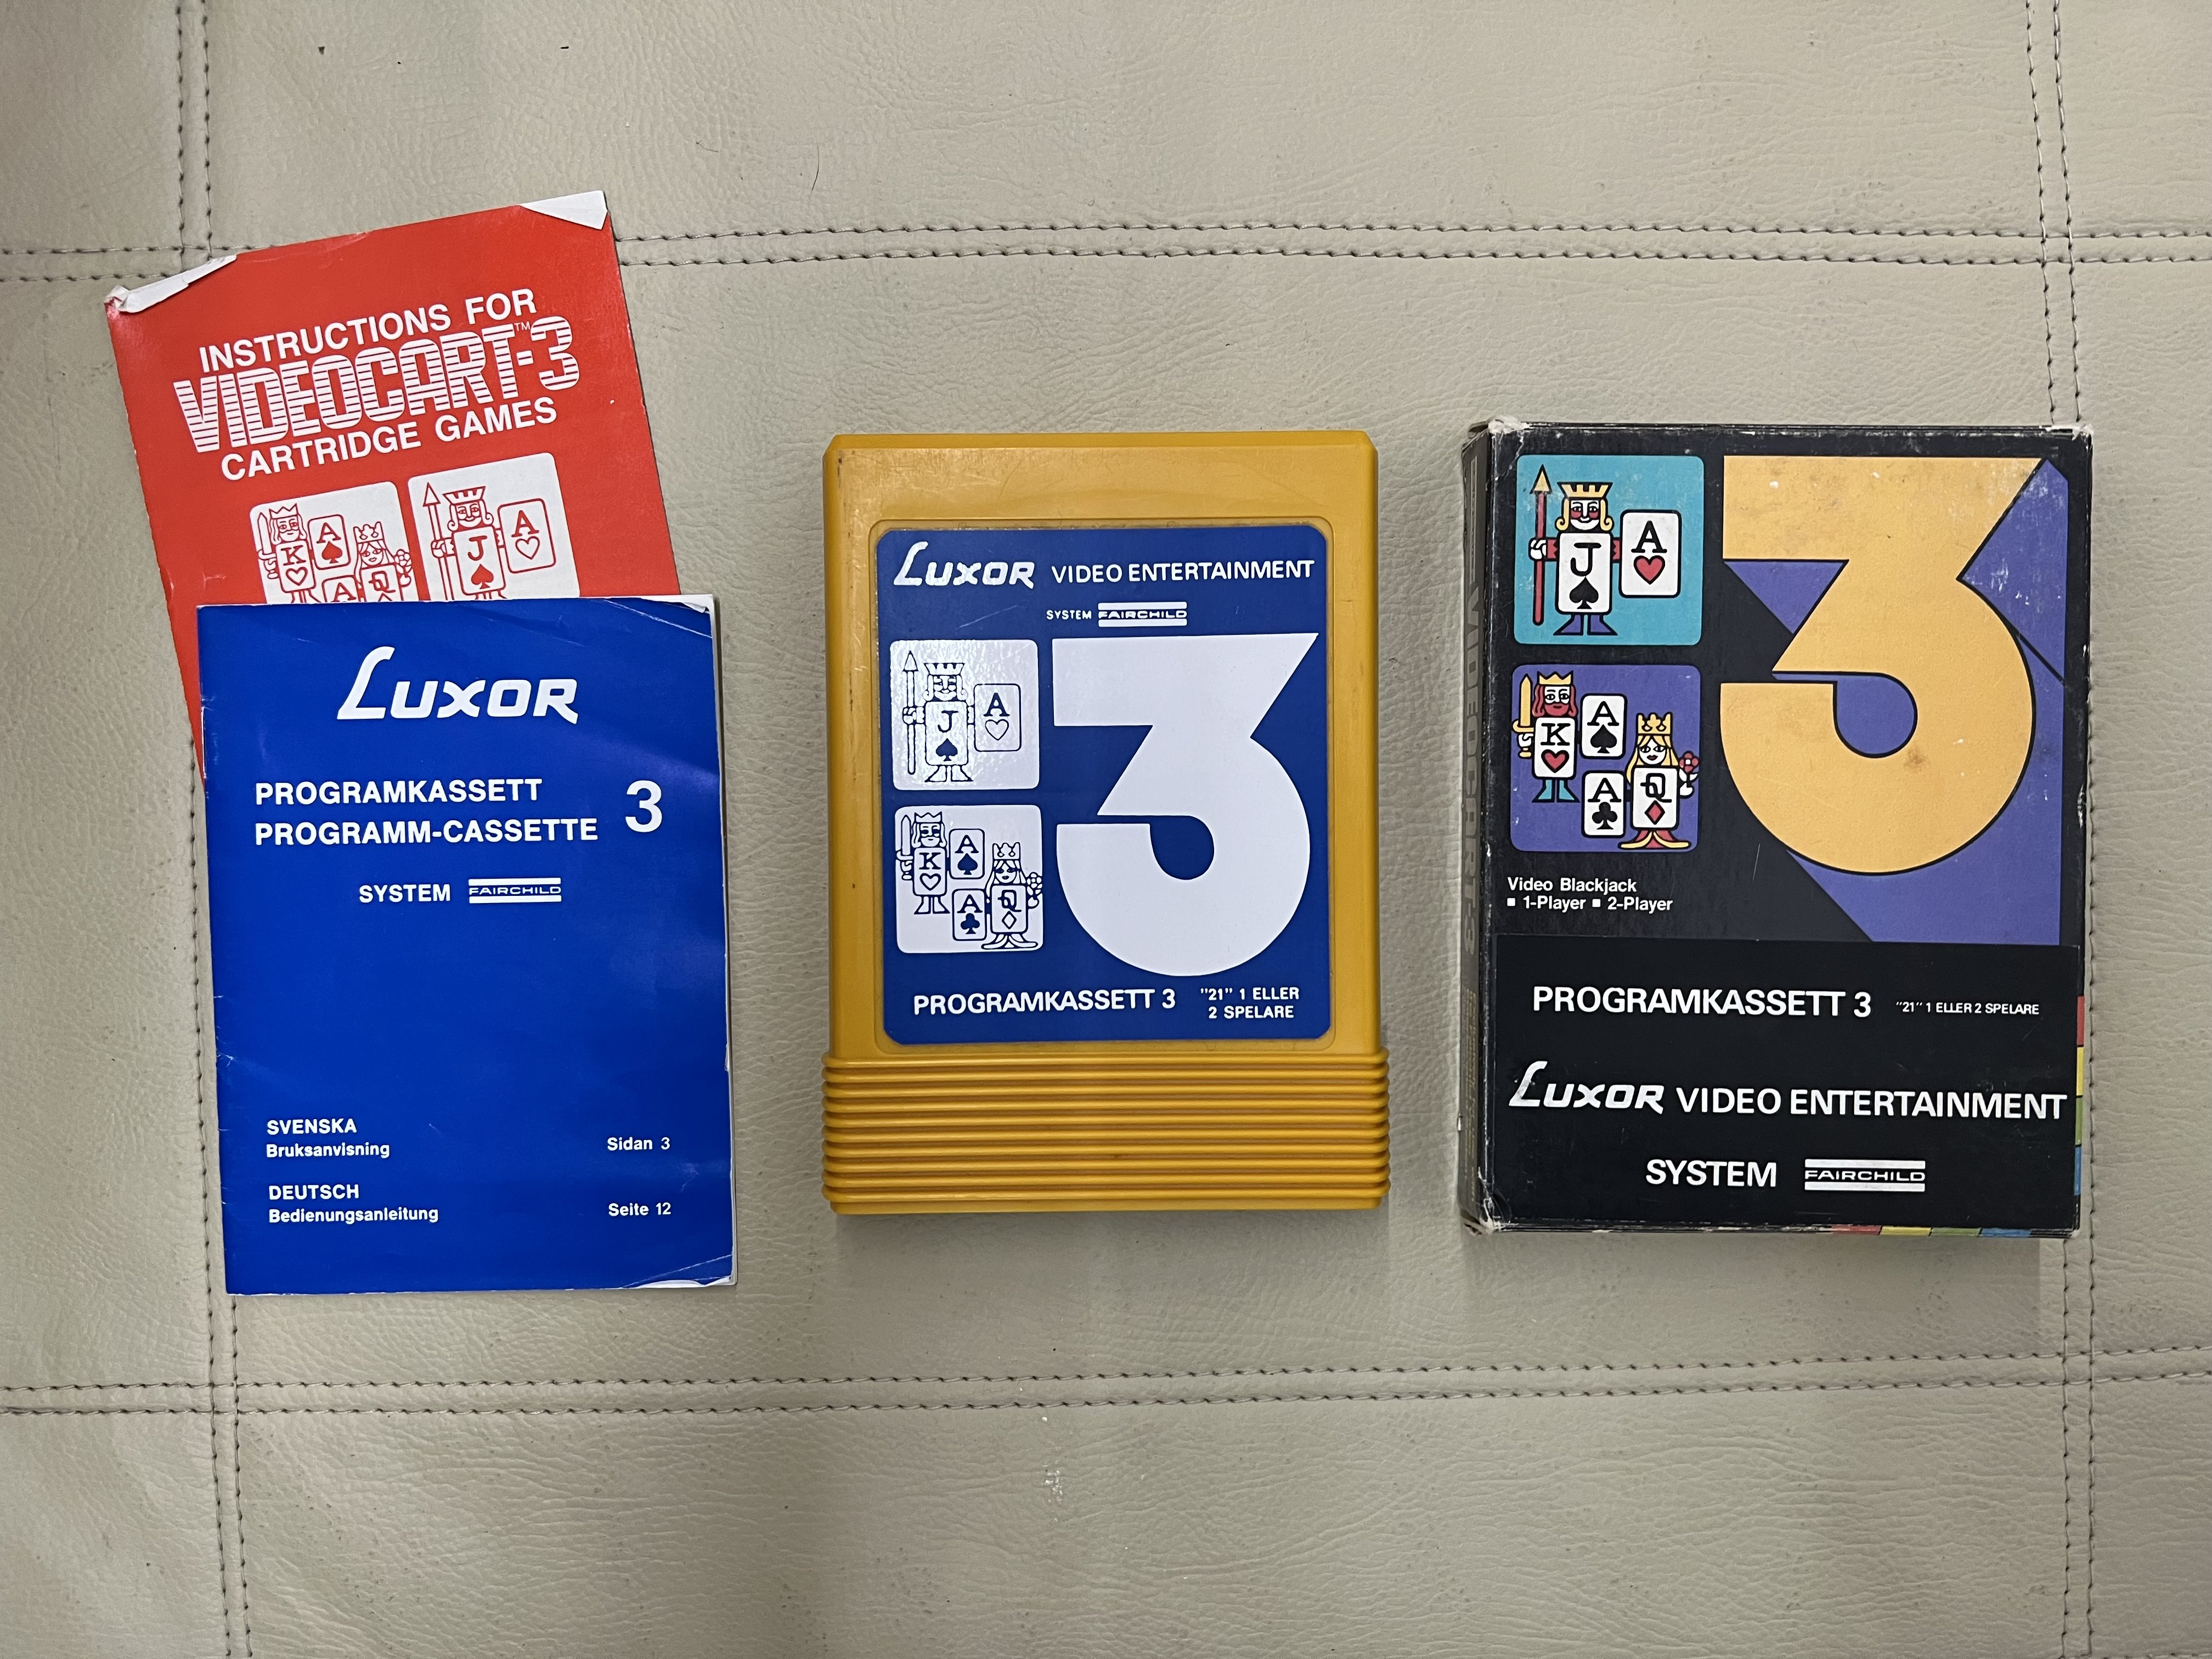 INSTRUCTIONS FOR
VIDEOCART™-3
CARTRIDGE GAMES
K A A Q
J A
LUXOR
PROGRAMKASSETT
PROGRAMM-CASSETTE 3
SYSTEM FAIRCHILD
SVENSKA
Bruksanvisning Sidan 3
DEUTSCH
Bedienungsanleitung Seite 12
LUXOR VIDEO ENTERTAINMENT
SYSTEM FAIRCHILD
J A
3
K A A Q
PROGRAMKASSETT 3 "21" 1 ELLER
2 SPELARE
J A
3
K A A Q
Video Blackjack
▪ 1-Player ▪ 2-Player
PROGRAMKASSETT 3 "21" 1 ELLER 2 SPELARE
LUXOR VIDEO ENTERTAINMENT
SYSTEM FAIRCHILD